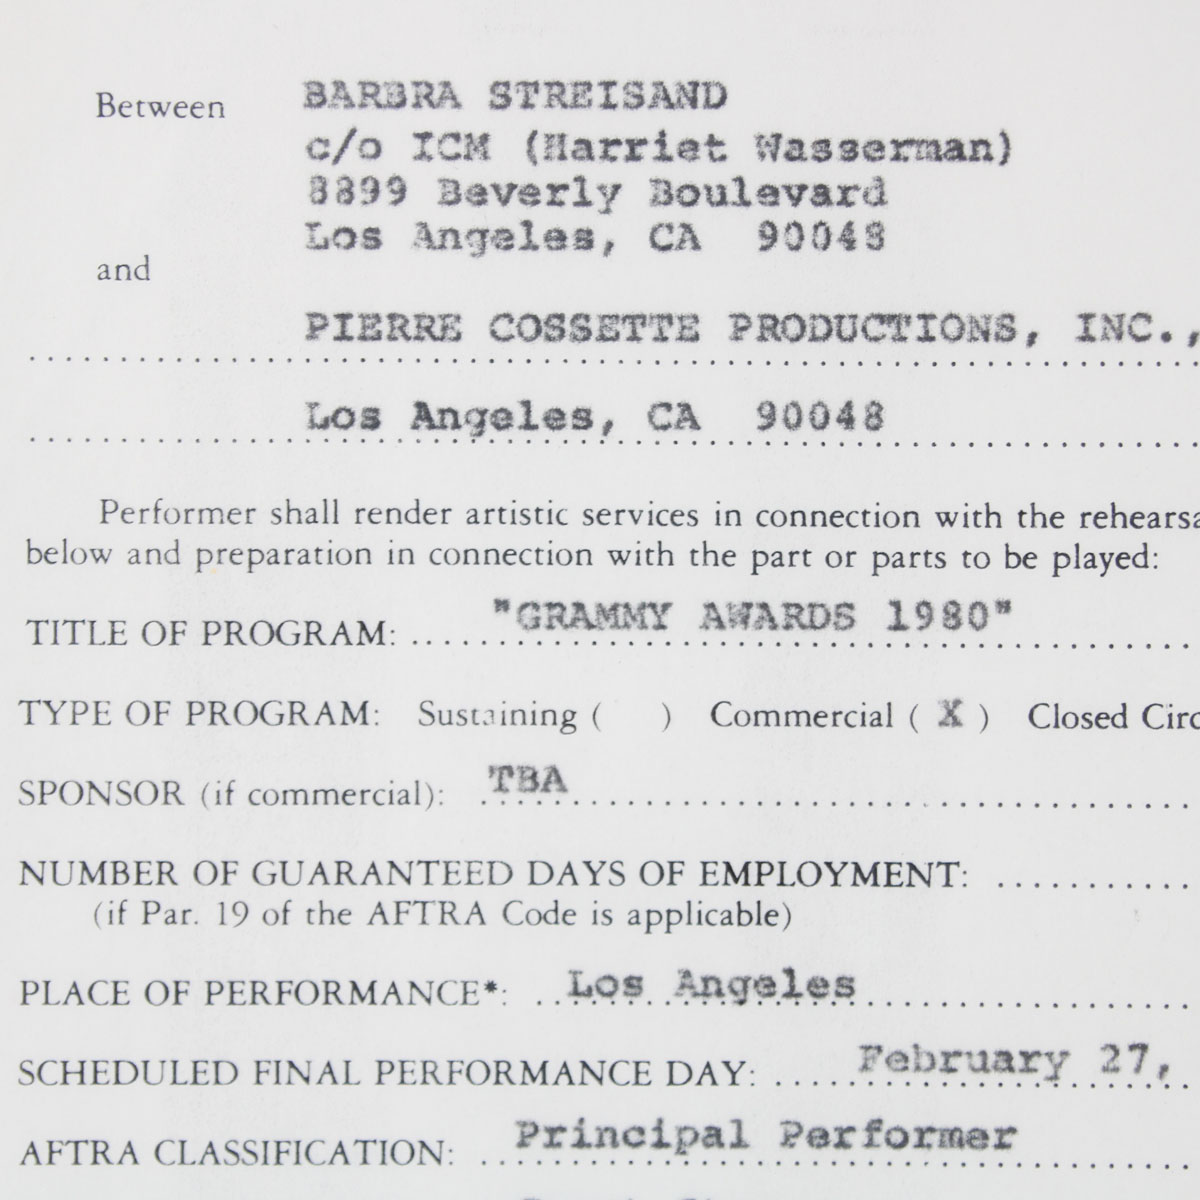 Between BARBRA STREISAND
c/o ICM (Harriet Wasserman)
8899 Beverly Boulevard
Los Angeles, CA 90048
and
PIERRE COSSETTE PRODUCTIONS, INC.,
Los Angeles, CA 90048
Performer shall render artistic services in connection with the rehearsa
below and preparation in connection with the part or parts to be played:
TITLE OF PROGRAM: "GRAMMY AWARDS 1980"
TYPE OF PROGRAM: Sustaining ( ) Commercial ( X ) Closed Circ
SPONSOR (if commercial): TBA
NUMBER OF GUARANTEED DAYS OF EMPLOYMENT:
(if Par. 19 of the AFTRA Code is applicable)
PLACE OF PERFORMANCE*: Los Angeles
SCHEDULED FINAL PERFORMANCE DAY: February 27,
AFTRA CLASSIFICATION: Principal Performer